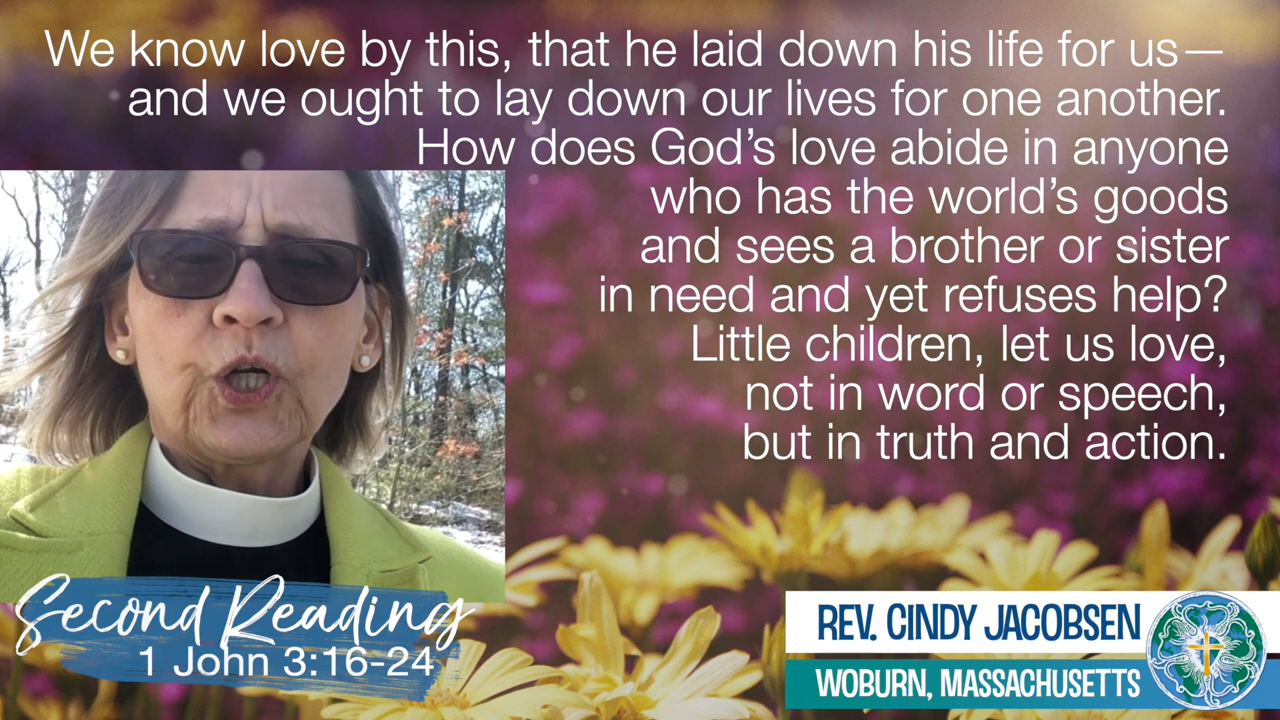 We know love by this, that he laid down his life for us—
and we ought to lay down our lives for one another.
How does God’s love abide in anyone
who has the world’s goods
and sees a brother or sister
in need and yet refuses help?
Little children, let us love,
not in word or speech,
but in truth and action.
Second Reading
1 John 3:16-24
REV. CINDY JACOBSEN
WOBURN, MASSACHUSETTS